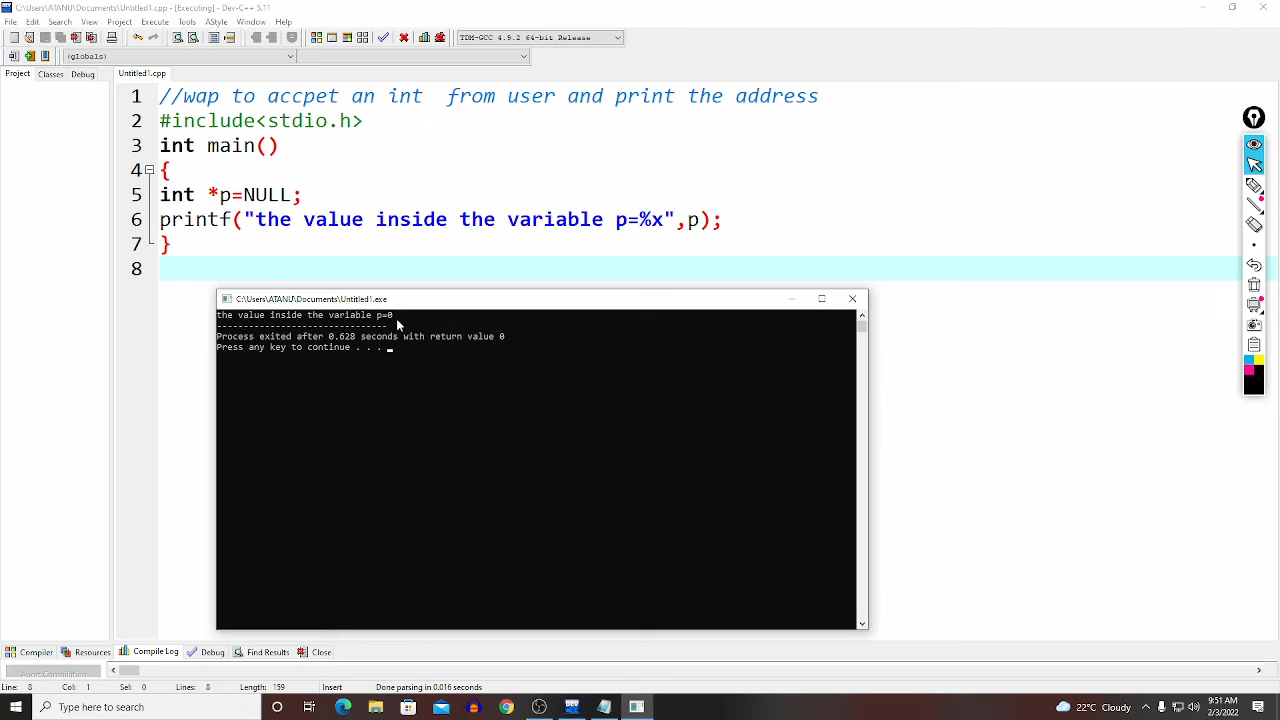 C:\Users\ATANU\Documents\Untitled1.cpp - [Executing] - Dev-C++ 5.11
File Edit Search View Project Execute Tools AStyle Window Help
TDM-GCC 4.9.2 64-bit Release
(globals)
Project Classes Debug Untitled1.cpp
1 //wap to accpet an int  from user and print the address
2 #include<stdio.h>
3 int main()
4 {
5 int *p=NULL;
6 printf("the value inside the variable p=%x",p);
7 }
8
C:\Users\ATANU\Documents\Untitled1.exe
the value inside the variable p=0
--------------------------------
Process exited after 0.628 seconds with return value 0
Press any key to continue . . .
Compiler Resources Compile Log Debug Find Results Close
Abort Compilation
Line: 8 Col: 1 Sel: 0 Lines: 8 Length: 159 Insert Done parsing in 0.016 seconds
Type here to search
DEV
22°C Cloudy
9:51 AM
2/3/2022